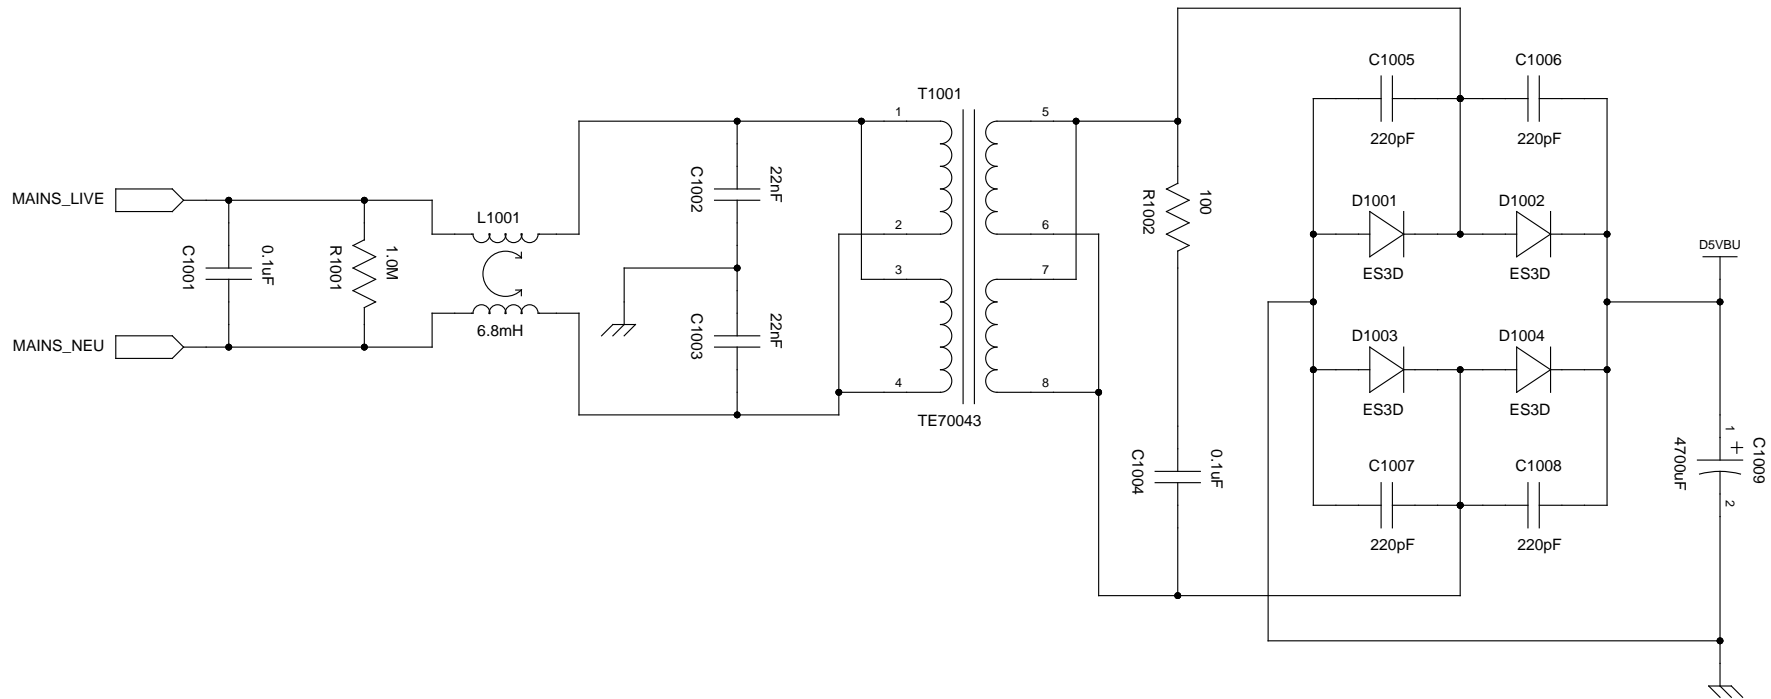 MAINS_LIVE
MAINS_NEU
C1001
0.1uF
R1001
1.0M
L1001
6.8mH
C1002
22nF
C1003
22nF
T1001
1
2
3
4
5
6
7
8
TE70043
R1002
100
C1004
0.1uF
C1005
220pF
C1006
220pF
D1001
ES3D
D1002
ES3D
D1003
ES3D
D1004
ES3D
C1007
220pF
C1008
220pF
D5VBU
1
+
2
C1009
4700uF